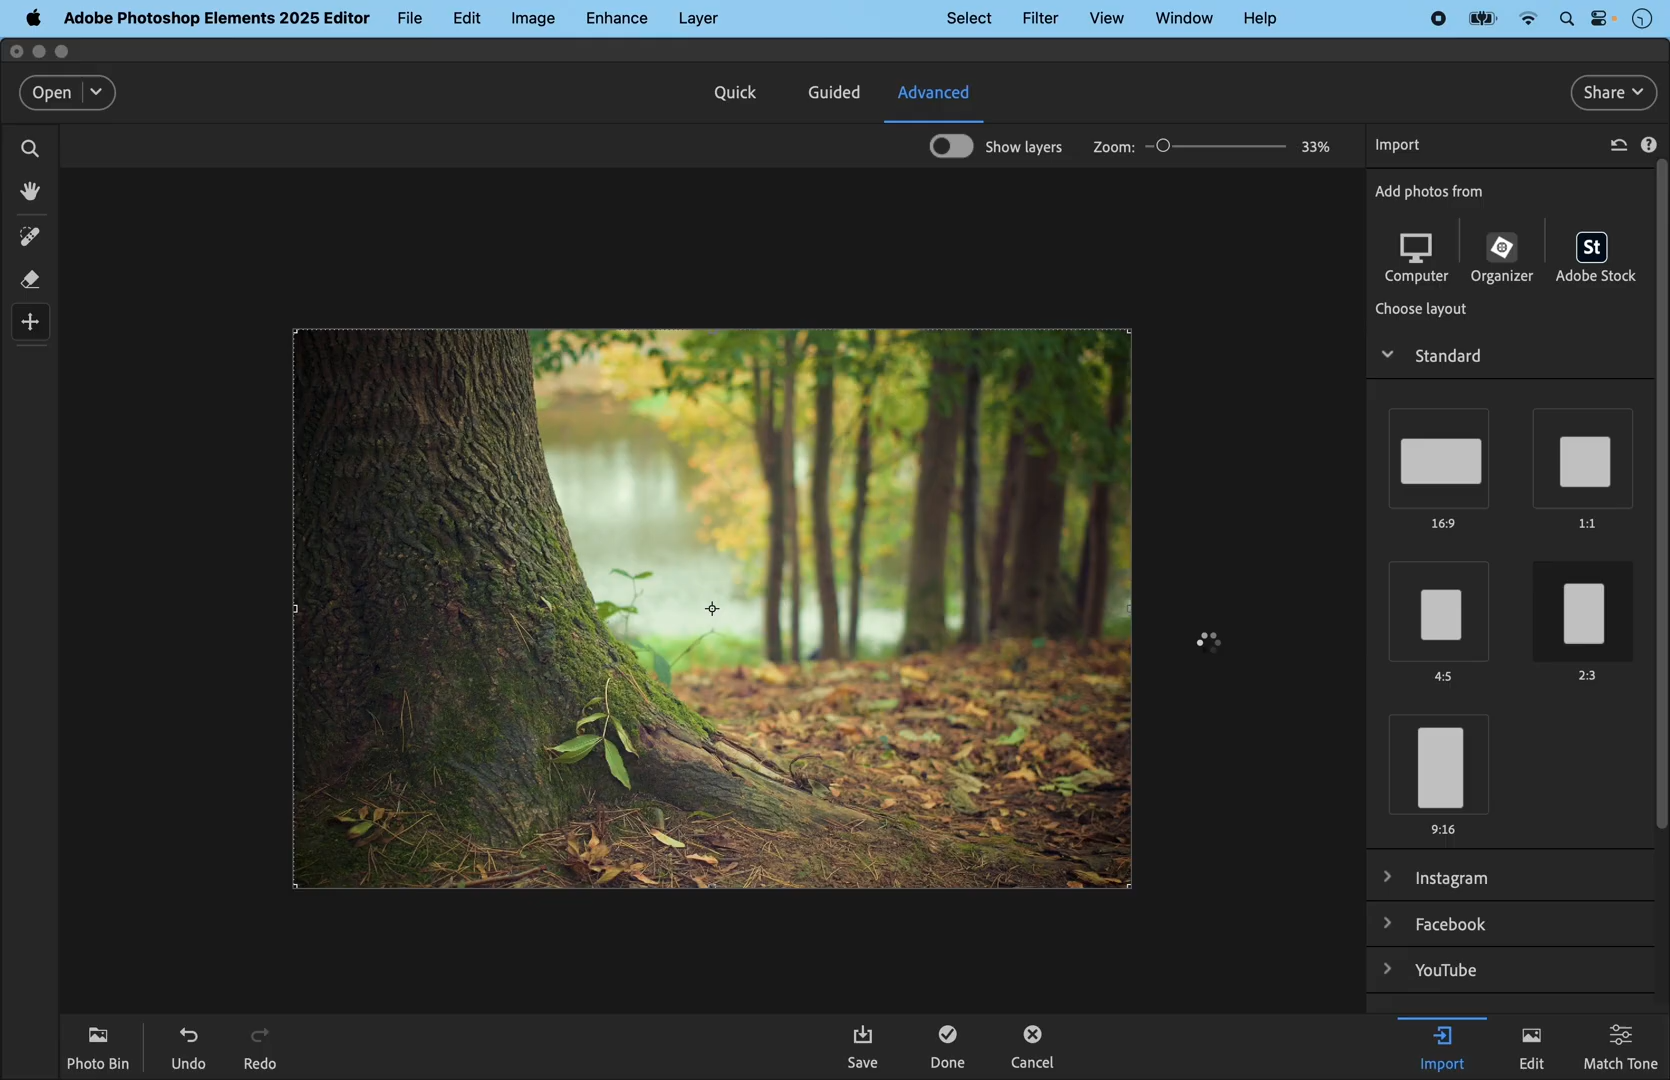 Adobe Photoshop Elements 2025 Editor File Edit Image Enhance Layer Select Filter View Window Help
Open Quick Guided Advanced Share
Show layers Zoom: 33% Import
Add photos from
St
Computer Organizer Adobe Stock
Choose layout
Standard
16:9 1:1
4:5 2:3
9:16
Instagram
Facebook
YouTube
Photo Bin Undo Redo Save Done Cancel Import Edit Match Tone